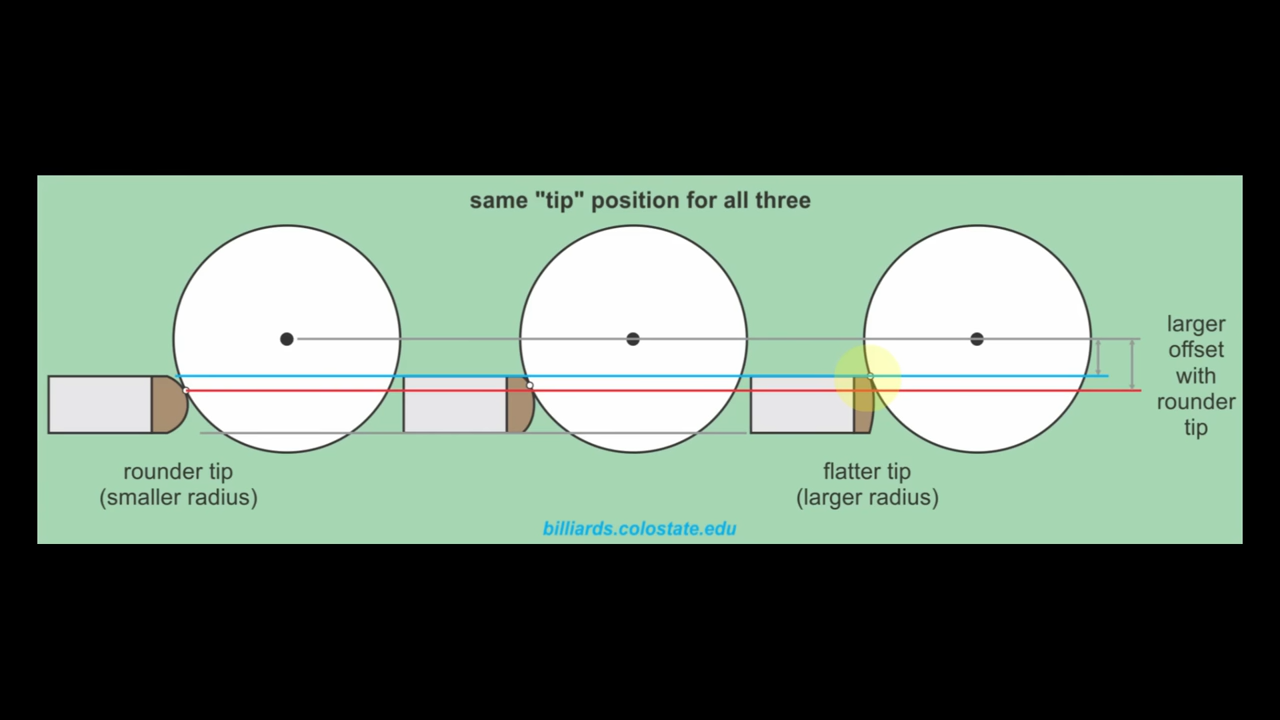 same "tip" position for all three
larger
offset
with
rounder
tip
rounder tip
(smaller radius)
flatter tip
(larger radius)
billiards.colostate.edu